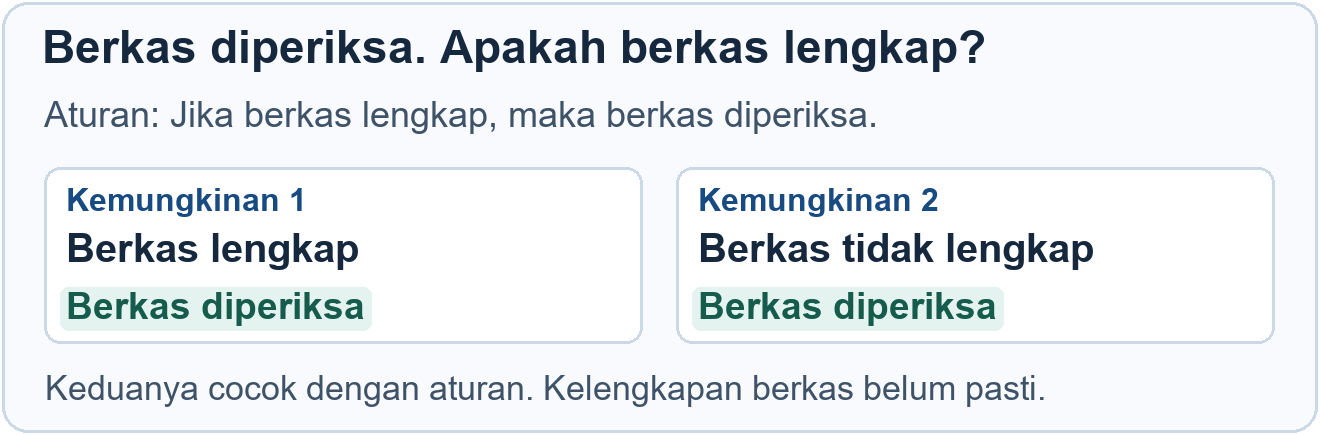 Berkas diperiksa. Apakah berkas lengkap?
Aturan: Jika berkas lengkap, maka berkas diperiksa.
Kemungkinan 1
Berkas lengkap
Berkas diperiksa
Kemungkinan 2
Berkas tidak lengkap
Berkas diperiksa
Keduanya cocok dengan aturan. Kelengkapan berkas belum pasti.